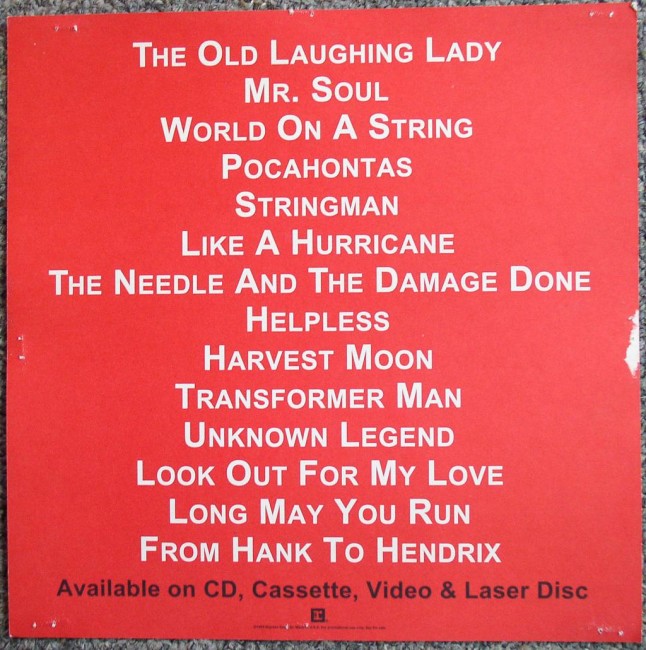 The Old Laughing Lady
Mr. Soul
World On A String
Pocahontas
Stringman
Like A Hurricane
The Needle And The Damage Done
Helpless
Harvest Moon
Transformer Man
Unknown Legend
Look Out For My Love
Long May You Run
From Hank To Hendrix
Available on CD, Cassette, Video & Laser Disc